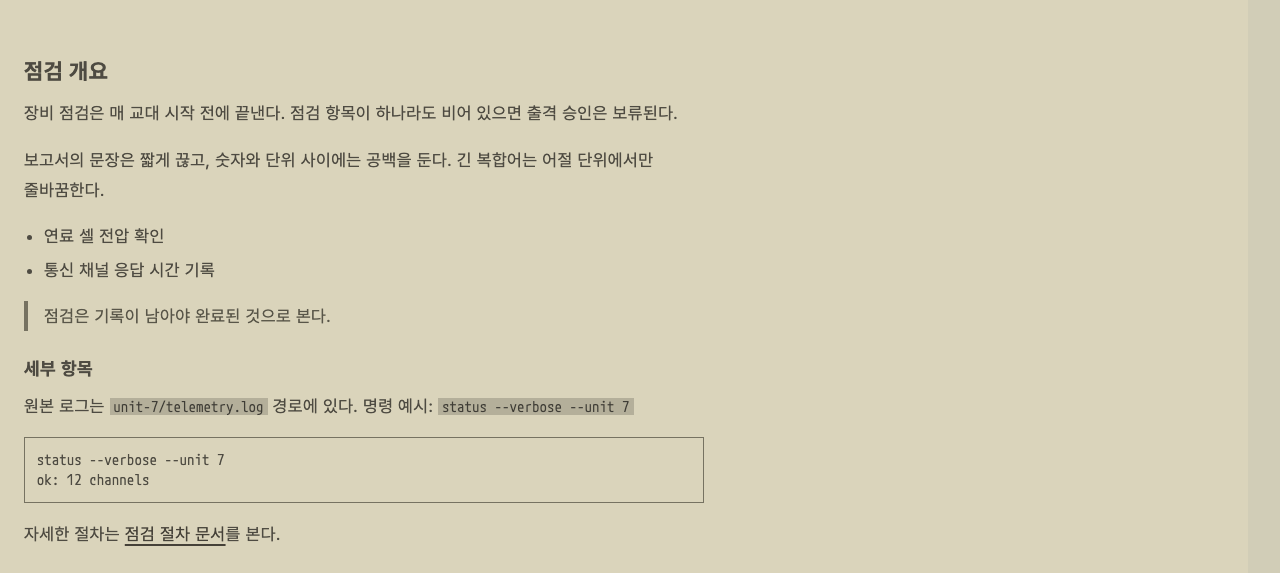 점검 개요
장비 점검은 매 교대 시작 전에 끝낸다. 점검 항목이 하나라도 비어 있으면 출격 승인은 보류된다.
보고서의 문장은 짧게 끊고, 숫자와 단위 사이에는 공백을 둔다. 긴 복합어는 어절 단위에서만
줄바꿈한다.
• 연료 셀 전압 확인
• 통신 채널 응답 시간 기록
점검은 기록이 남아야 완료된 것으로 본다.
세부 항목
원본 로그는 unit-7/telemetry.log 경로에 있다. 명령 예시: status --verbose --unit 7
status --verbose --unit 7
ok: 12 channels
자세한 절차는 점검 절차 문서를 본다.